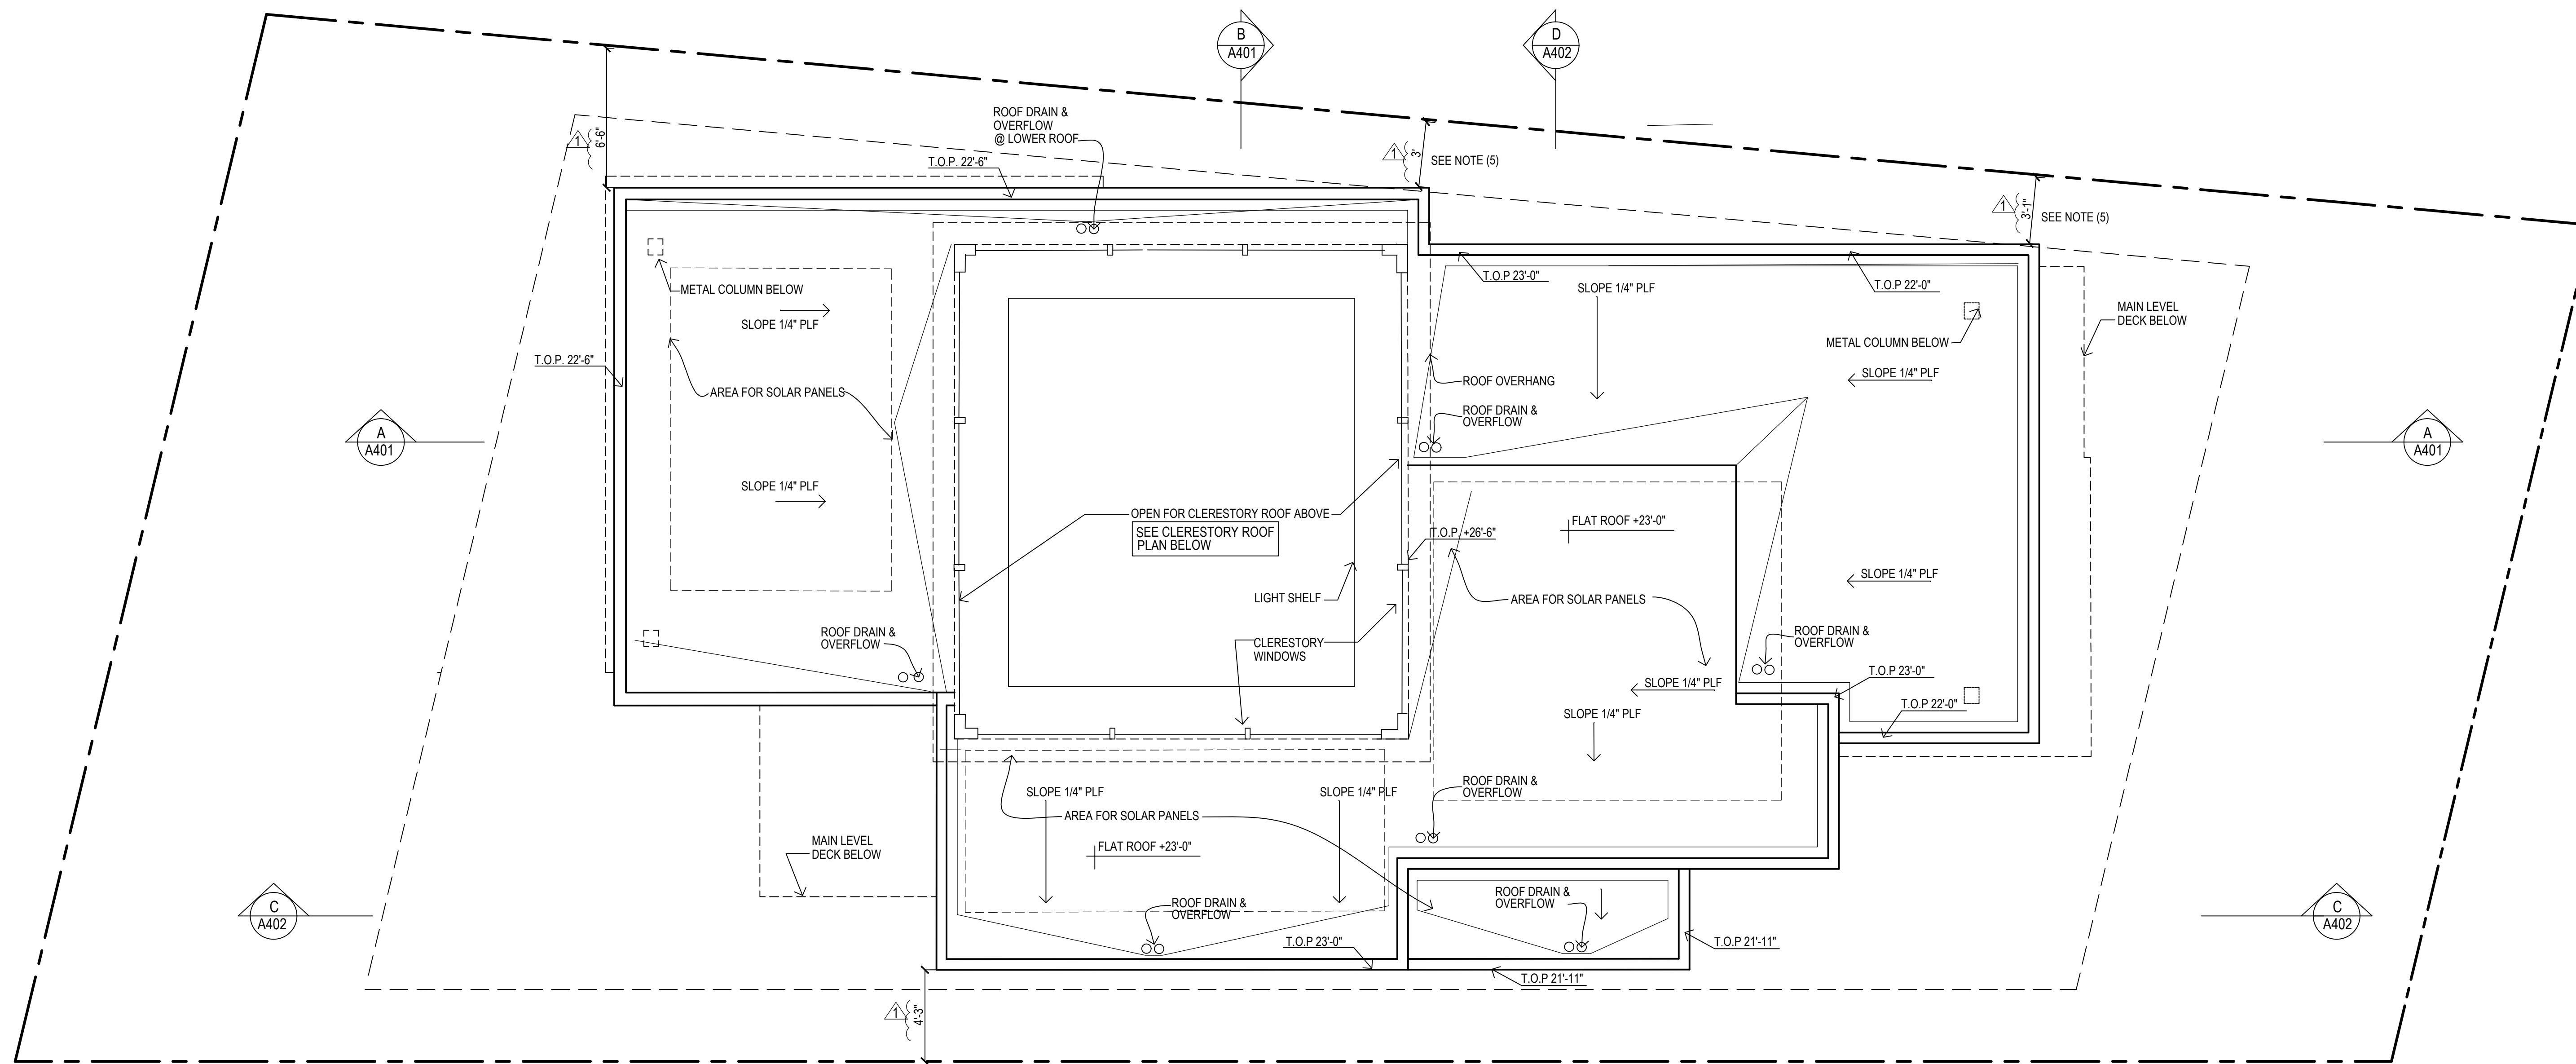 B
A401
D
A402
ROOF DRAIN &
OVERFLOW
@ LOWER ROOF
1
6'-6"
T.O.P. 22'-6"
1
3'
SEE NOTE (5)
1
3'-1"
SEE NOTE (5)
METAL COLUMN BELOW
SLOPE 1/4" PLF
T.O.P 23'-0"
SLOPE 1/4" PLF
T.O.P 22'-0"
MAIN LEVEL
DECK BELOW
METAL COLUMN BELOW
T.O.P. 22'-6"
AREA FOR SOLAR PANELS
ROOF OVERHANG
SLOPE 1/4" PLF
ROOF DRAIN &
OVERFLOW
A
A401
A
A401
SLOPE 1/4" PLF
OPEN FOR CLERESTORY ROOF ABOVE
SEE CLERESTORY ROOF
PLAN BELOW
T.O.P. +26'-6"
FLAT ROOF +23'-0"
SLOPE 1/4" PLF
LIGHT SHELF
AREA FOR SOLAR PANELS
ROOF DRAIN &
OVERFLOW
CLERESTORY
WINDOWS
ROOF DRAIN &
OVERFLOW
T.O.P 23'-0"
SLOPE 1/4" PLF
T.O.P 22'-0"
SLOPE 1/4" PLF
SLOPE 1/4" PLF
SLOPE 1/4" PLF
ROOF DRAIN &
OVERFLOW
AREA FOR SOLAR PANELS
MAIN LEVEL
DECK BELOW
FLAT ROOF +23'-0"
ROOF DRAIN &
OVERFLOW
ROOF DRAIN &
OVERFLOW
C
A402
C
A402
T.O.P 23'-0"
T.O.P 21'-11"
T.O.P 21'-11"
1
4'-3"